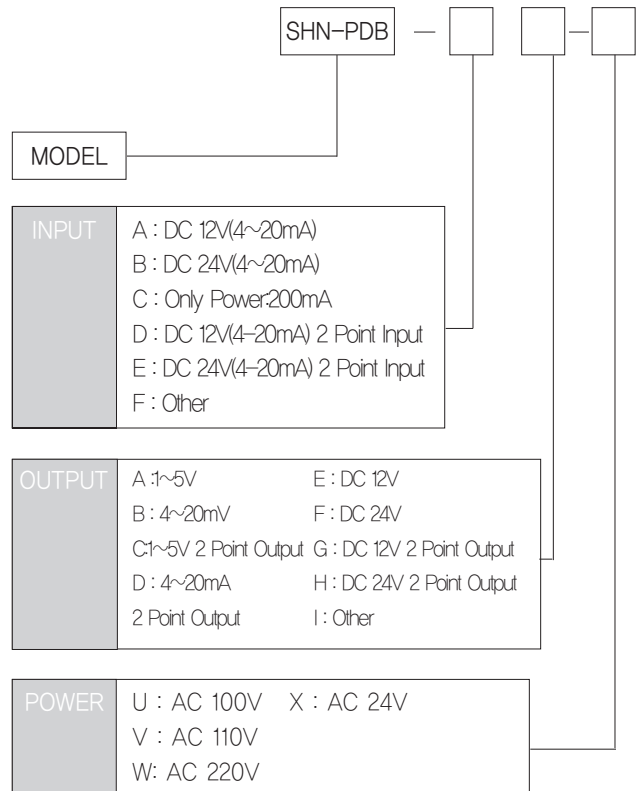 SHN-PDB —  –
MODEL
INPUT
A : DC 12V(4~20mA)
B : DC 24V(4~20mA)
C : Only Power:200mA
D : DC 12V(4-20mA) 2 Point Input
E : DC 24V(4-20mA) 2 Point Input
F : Other
OUTPUT
A :1~5V E : DC 12V
B : 4~20mV F : DC 24V
C:1~5V 2 Point Output G : DC 12V 2 Point Output
D : 4~20mA H : DC 24V 2 Point Output
2 Point Output I : Other
POWER
U : AC 100V X : AC 24V
V : AC 110V
W: AC 220V